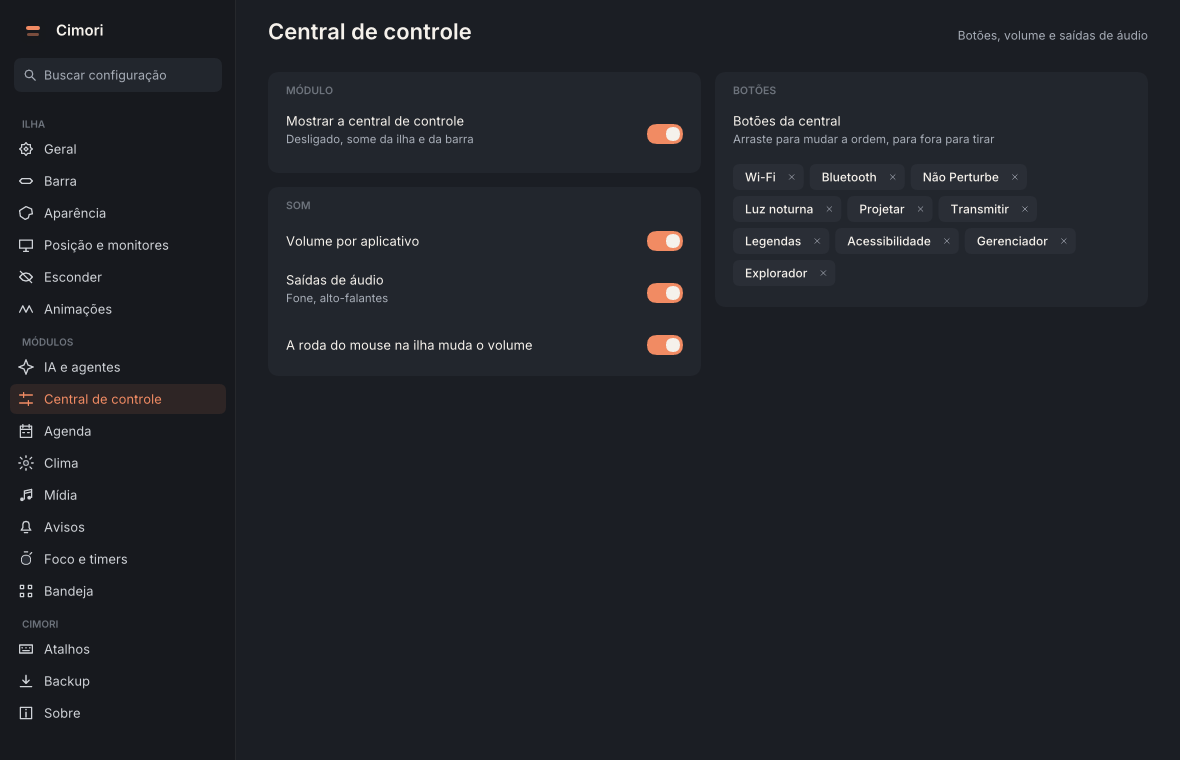 Cimori
Buscar configuração
ILHA
Geral
Barra
Aparência
Posição e monitores
Esconder
Animações
MÓDULOS
IA e agentes
Central de controle
Agenda
Clima
Mídia
Avisos
Foco e timers
Bandeja
CIMORI
Atalhos
Backup
Sobre
Central de controle
Botões, volume e saídas de áudio
MÓDULO
Mostrar a central de controle
Desligado, some da ilha e da barra
SOM
Volume por aplicativo
Saídas de áudio
Fone, alto-falantes
A roda do mouse na ilha muda o volume
BOTÕES
Botões da central
Arraste para mudar a ordem, para fora para tirar
Wi-Fi × Bluetooth × Não Perturbe ×
Luz noturna × Projetar × Transmitir ×
Legendas × Acessibilidade × Gerenciador ×
Explorador ×